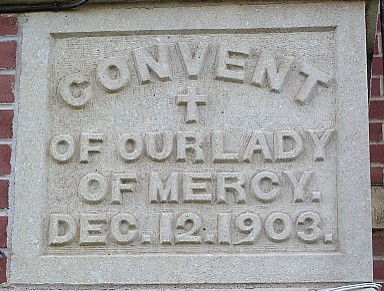 CONVENT
OF OUR LADY
OF MERCY.
DEC. 12. 1903.